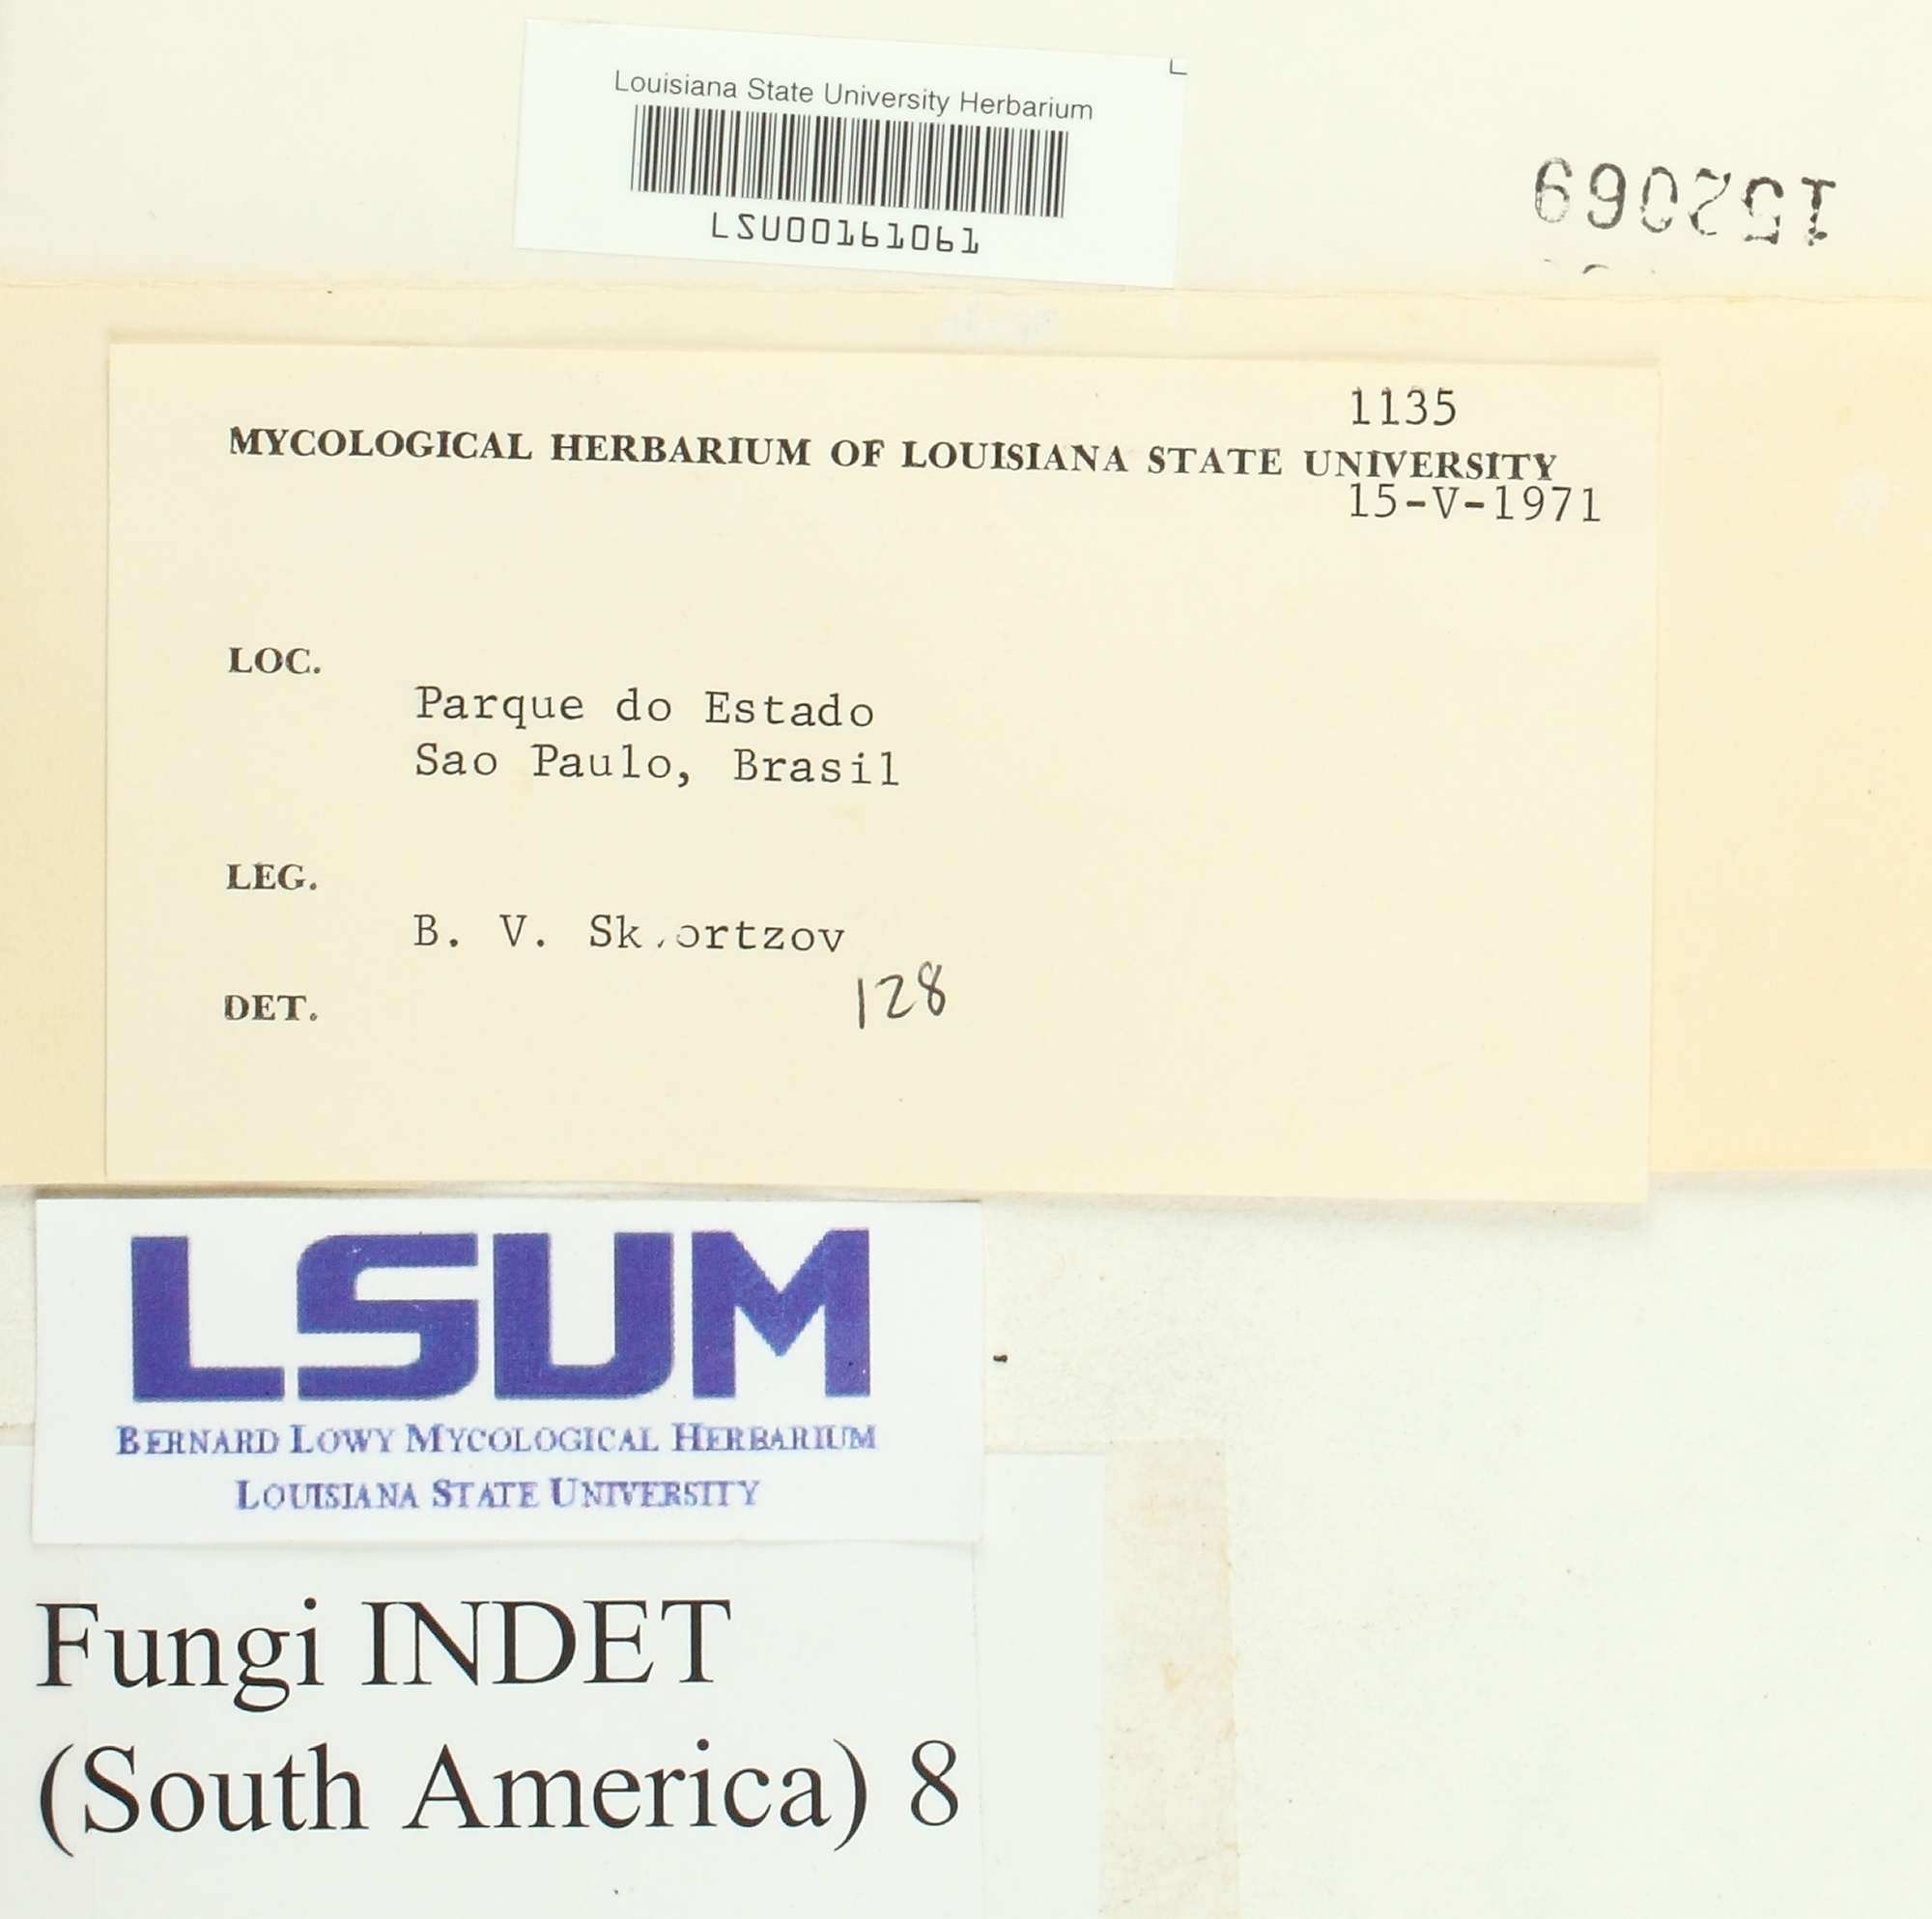 Louisiana State University Herbarium
LSU00161061
152069
1135
MYCOLOGICAL HERBARIUM OF LOUISIANA STATE UNIVERSITY
15-V-1971
LOC.
Parque do Estado
Sao Paulo, Brasil
LEG.
B. V. Skvortzov
128
DET.
LSUM
BERNARD LOWY MYCOLOGICAL HERBARIUM
LOUISIANA STATE UNIVERSITY
Fungi INDET
(South America) 8